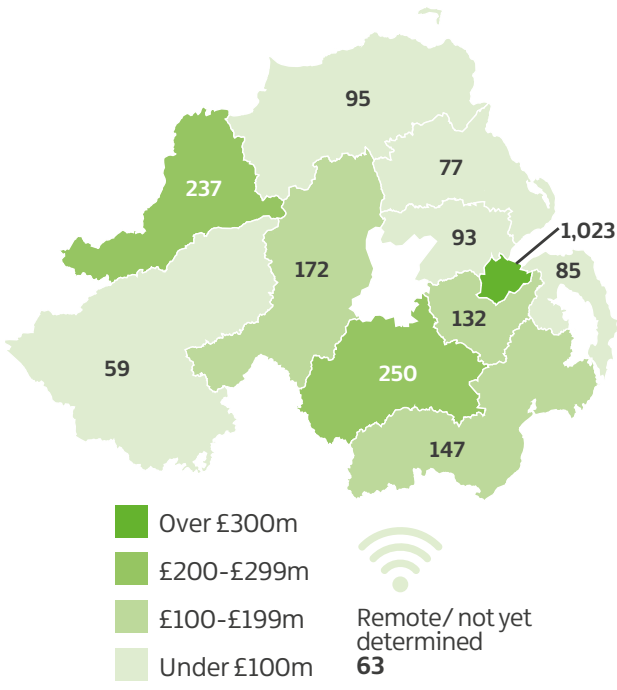 95
77
237
93
1,023
172
85
132
59
250
147
Over £300m
£200-£299m
£100-£199m
Under £100m
Remote/ not yet
determined
63